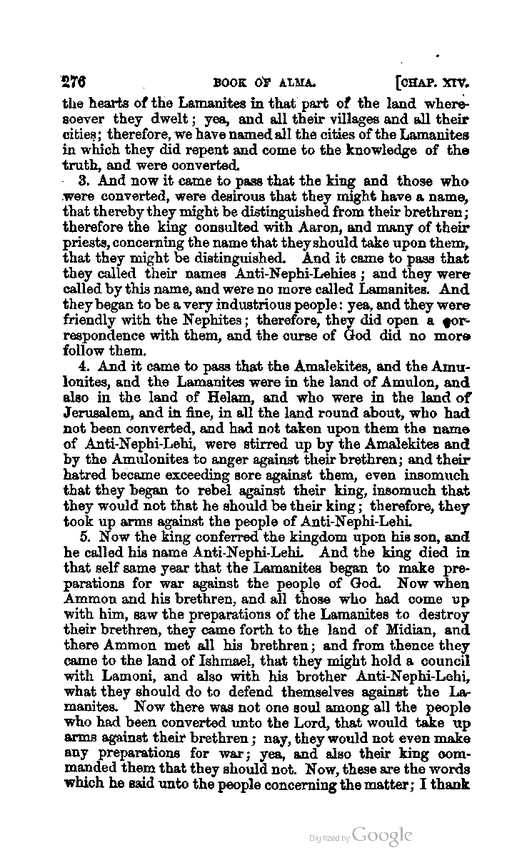 276 BOOK OF ALMA. [CHAP. XIV.
the hearts of the Lamanites in that part of the land where-
soever they dwelt; yea, and all their villages and all their
cities; therefore, we have named all the cities of the Lamanites
in which they did repent and come to the knowledge of the
truth, and were converted.
3. And now it came to pass that the king and those who
were converted, were desirous that they might have a name,
that thereby they might be distinguished from their brethren;
therefore the king consulted with Aaron, and many of their
priests, concerning the name that they should take upon them,
that they might be distinguished. And it came to pass that
they called their names Anti-Nephi-Lehies; and they were
called by this name, and were no more called Lamanites. And
they began to be a very industrious people: yea, and they were
friendly with the Nephites; therefore, they did open a cor-
respondence with them, and the curse of God did no more
follow them.
4. And it came to pass that the Amalekites, and the Amu-
lonites, and the Lamanites were in the land of Amulon, and
also in the land of Helam, and who were in the land of
Jerusalem, and in fine, in all the land round about, who had
not been converted, and had not taken upon them the name
of Anti-Nephi-Lehi, were stirred up by the Amalekites and
by the Amulonites to anger against their brethren; and their
hatred became exceeding sore against them, even insomuch
that they began to rebel against their king, insomuch that
they would not that he should be their king; therefore, they
took up arms against the people of Anti-Nephi-Lehi.
5. Now the king conferred the kingdom upon his son, and
he called his name Anti-Nephi-Lehi. And the king died in
that self same year that the Lamanites began to make pre-
parations for war against the people of God. Now when
Ammon and his brethren, and all those who had come up
with him, saw the preparations of the Lamanites to destroy
their brethren, they came forth to the land of Midian, and
there Ammon met all his brethren; and from thence they
came to the land of Ishmael, that they might hold a council
with Lamoni, and also with his brother Anti-Nephi-Lehi,
what they should do to defend themselves against the La-
manites. Now there was not one soul among all the people
who had been converted unto the Lord, that would take up
arms against their brethren; nay, they would not even make
any preparations for war; yea, and also their king com-
manded them that they should not. Now, these are the words
which he said unto the people concerning the matter; I thank
Digitized by Google